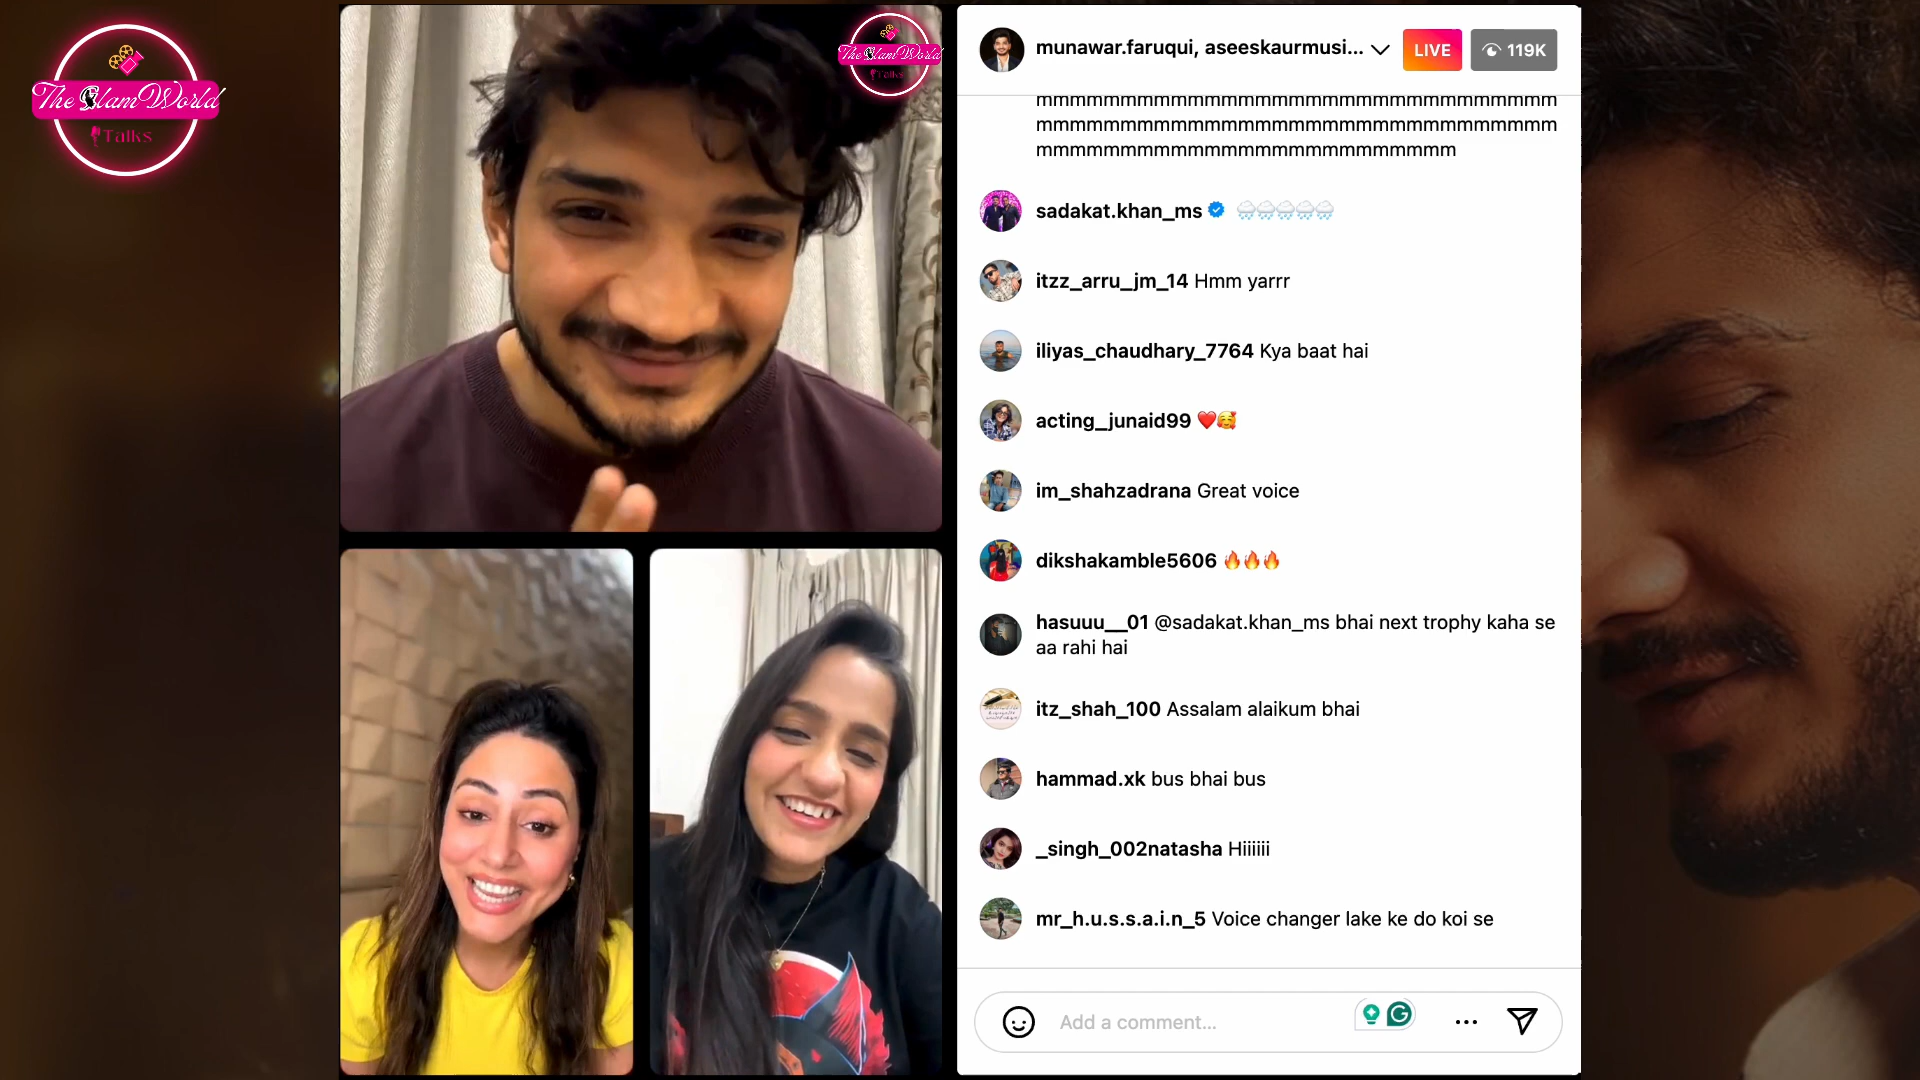 The Glam World
Talks
The Glam World
Talks
munawar.faruqui, aseeskaurmusi...
LIVE
119K
mmmmmmmmmmmmmmmmmmmmmmmmmmmmmmm
mmmmmmmmmmmmmmmmmmmmmmmmmmmmmmm
mmmmmmmmmmmmmmmmmmmmmmmmm
sadakat.khan_ms 🌧🌧🌧🌧🌧
itzz_arru_jm_14 Hmm yarrr
iliyas_chaudhary_7764 Kya baat hai
acting_junaid99 ❤️🥰
im_shahzadrana Great voice
dikshakamble5606 🔥🔥🔥
hasuuu__01 @sadakat.khan_ms bhai next trophy kaha se
aa rahi hai
itz_shah_100 Assalam alaikum bhai
hammad.xk bus bhai bus
_singh_002natasha Hiiiiii
mr_h.u.s.s.a.i.n_5 Voice changer lake ke do koi se
Add a comment...